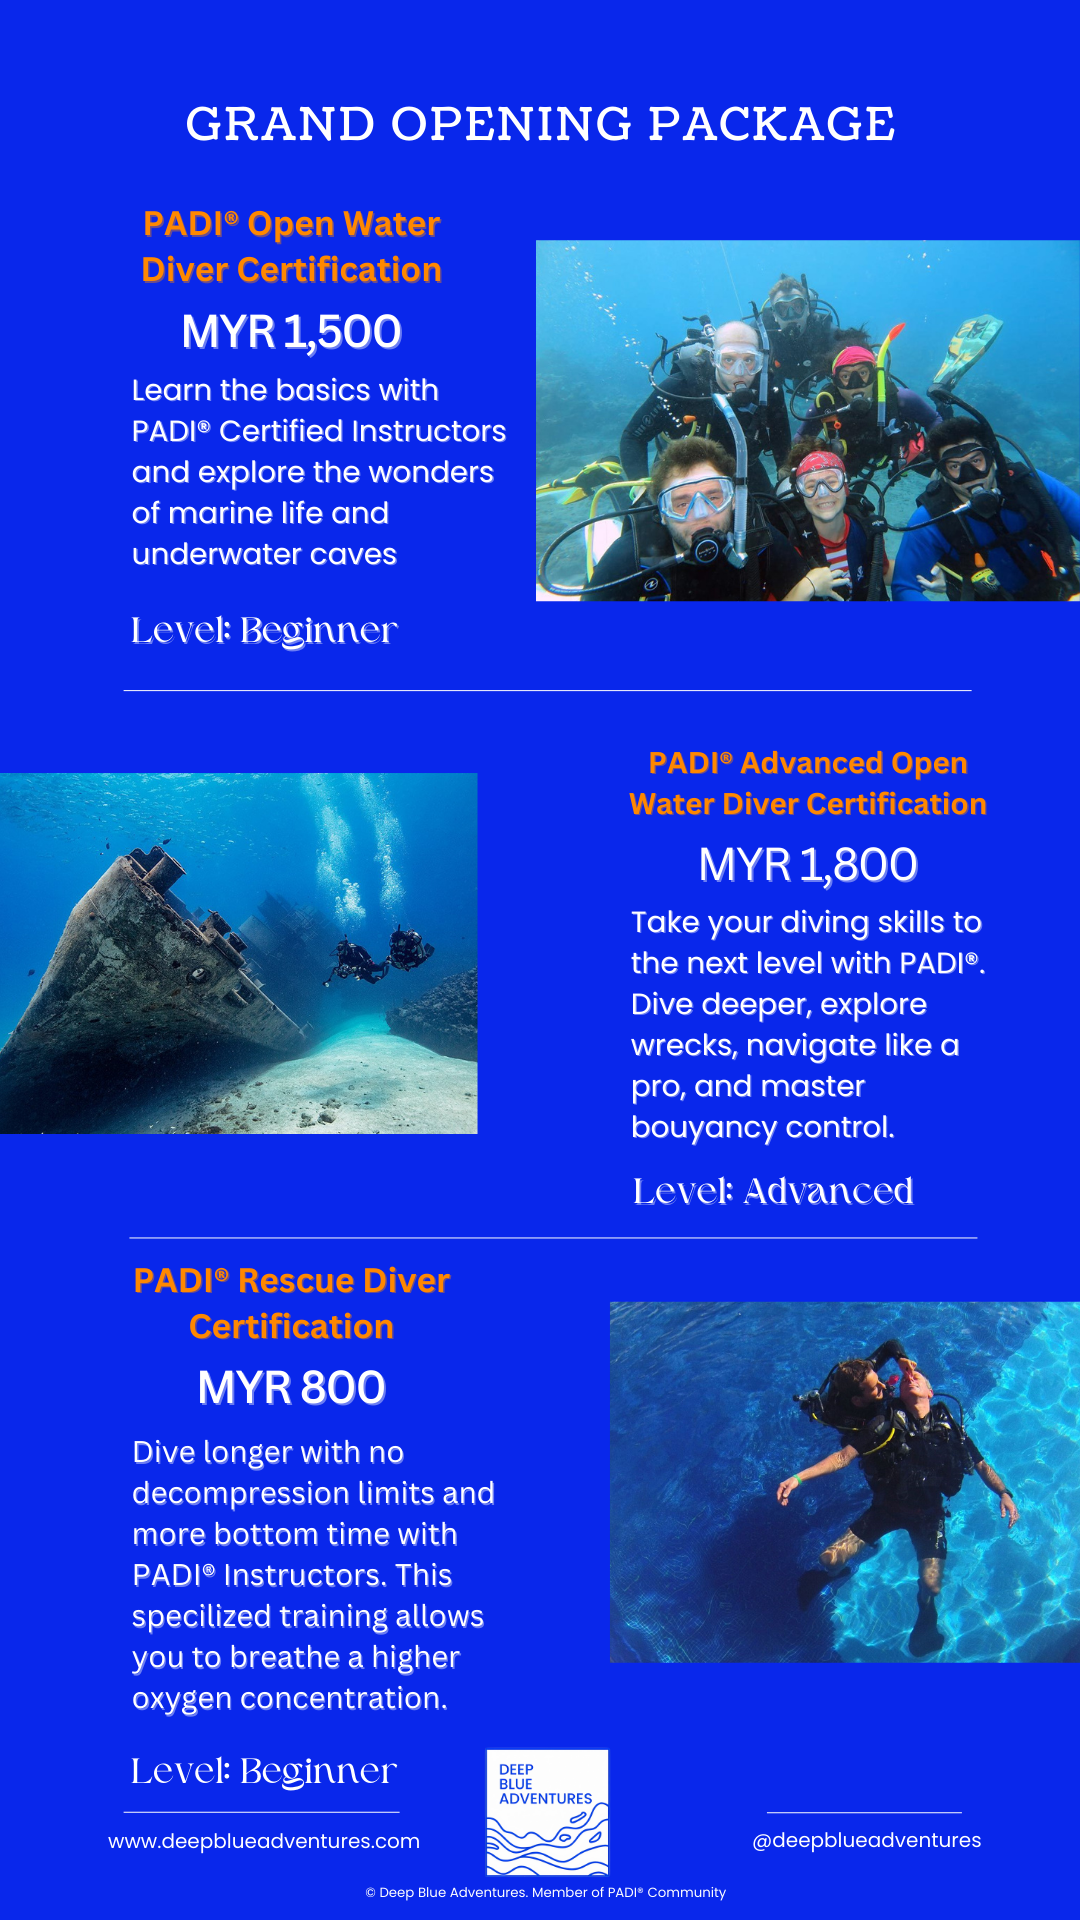 GRAND OPENING PACKAGE
PADI® Open Water
Diver Certification
MYR 1,500
Learn the basics with
PADI® Certified Instructors
and explore the wonders
of marine life and
underwater caves
Level: Beginner
PADI® Advanced Open
Water Diver Certification
MYR 1,800
Take your diving skills to
the next level with PADI®.
Dive deeper, explore
wrecks, navigate like a
pro, and master
bouyancy control.
Level: Advanced
PADI® Rescue Diver
Certification
MYR 800
Dive longer with no
decompression limits and
more bottom time with
PADI® Instructors. This
specilized training allows
you to breathe a higher
oxygen concentration.
Level: Beginner
DEEP
BLUE
ADVENTURES
www.deepblueadventures.com
@deepblueadventures
© Deep Blue Adventures. Member of PADI® Community